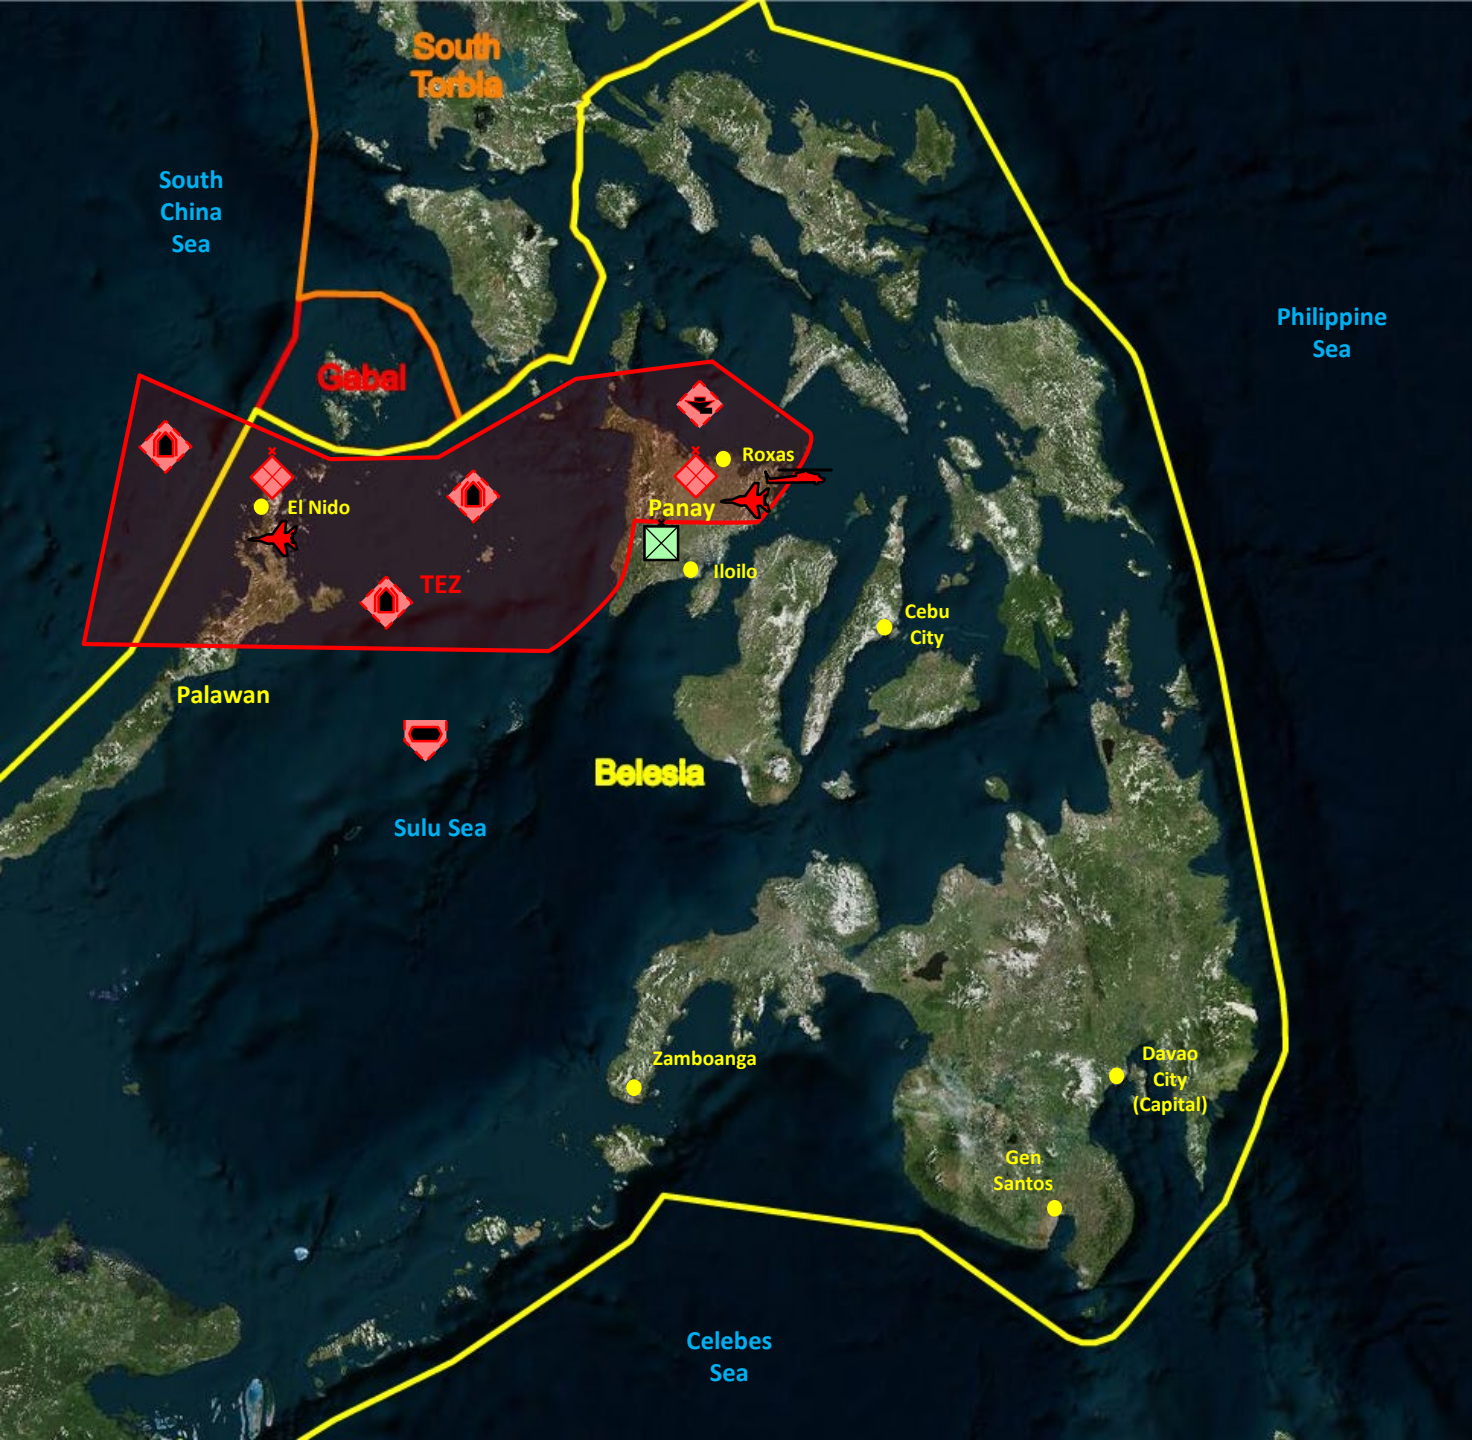 South
Torbia
South
China
Sea
Philippine
Sea
Gabal
Roxas
El Nido
Panay
TEZ
Iloilo
Cebu
City
Palawan
Belesia
Sulu Sea
Zamboanga
Davao
City
(Capital)
Gen
Santos
Celebes
Sea